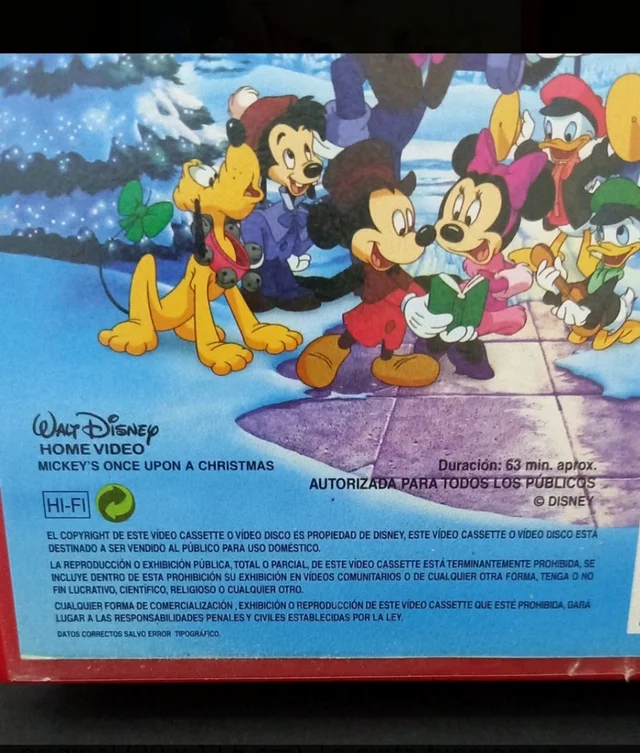 WALT DISNEY
HOME VIDEO
MICKEY'S ONCE UPON A CHRISTMAS
Duración: 63 min. aprox.
AUTORIZADA PARA TODOS LOS PÚBLICOS
© DISNEY
HI-FI
EL COPYRIGHT DE ESTE VÍDEO CASSETTE O VÍDEO DISCO ES PROPIEDAD DE DISNEY, ESTE VÍDEO CASSETTE O VÍDEO DISCO ESTÁ
DESTINADO A SER VENDIDO AL PÚBLICO PARA USO DOMÉSTICO.
LA REPRODUCCIÓN O EXHIBICIÓN PÚBLICA, TOTAL O PARCIAL, DE ESTE VÍDEO CASSETTE ESTÁ TERMINANTEMENTE PROHIBIDA, SE
INCLUYE DENTRO DE ESTA PROHIBICIÓN SU EXHIBICIÓN EN VÍDEOS COMUNITARIOS O DE CUALQUIER OTRA FORMA, TENGA O NO
FIN LUCRATIVO, CIENTÍFICO, RELIGIOSO O CUALQUIER OTRO.
CUALQUIER FORMA DE COMERCIALIZACIÓN, EXHIBICIÓN O REPRODUCCIÓN DE ESTE VÍDEO CASSETTE QUE ESTÉ PROHIBIDA, DARÁ
LUGAR A LAS RESPONSABILIDADES PENALES Y CIVILES ESTABLECIDAS POR LA LEY.
DATOS CORRECTOS SALVO ERROR TIPOGRÁFICO.